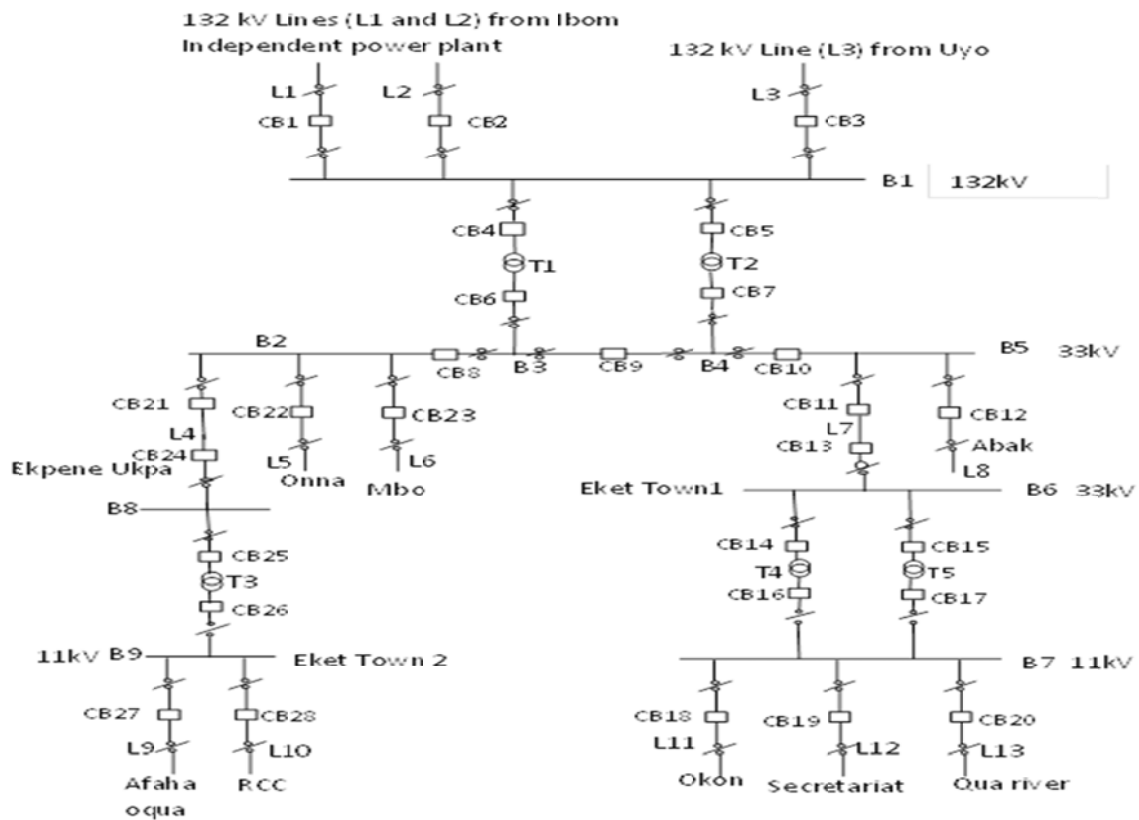 132 kV Lines (L1 and L2) from Ibom
Independent power plant
132 kV Line (L3) from Uyo
L1
L2
L3
CB1
CB2
CB3
B1
132kV
CB4
CB5
T1
T2
CB6
CB7
B2
B5
33kV
CB8
B3
CB9
B4
CB10
CB21
CB22
CB23
CB11
CB12
L4
L7
CB24
CB13
Abak
Ekpene Ukpa
L5
L6
L8
Onna
Mbo
Eket Town1
B6
33kV
B8
CB25
CB14
CB15
T3
T4
T5
CB26
CB16
CB17
11kV
B9
Eket Town 2
B7
11kV
CB27
CB28
CB18
CB19
CB20
L9
L10
L11
L12
L13
Afaha
oqua
RCC
Okon
Secretariat
Qua river